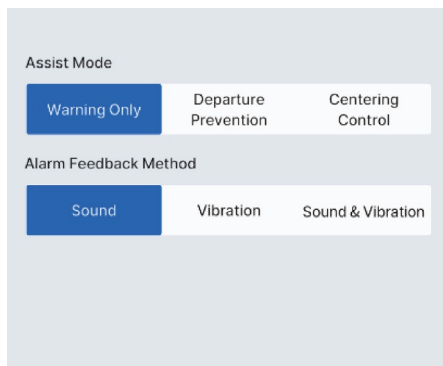 Assist Mode
Warning Only
Departure
Prevention
Centering
Control
Alarm Feedback Method
Sound
Vibration
Sound & Vibration